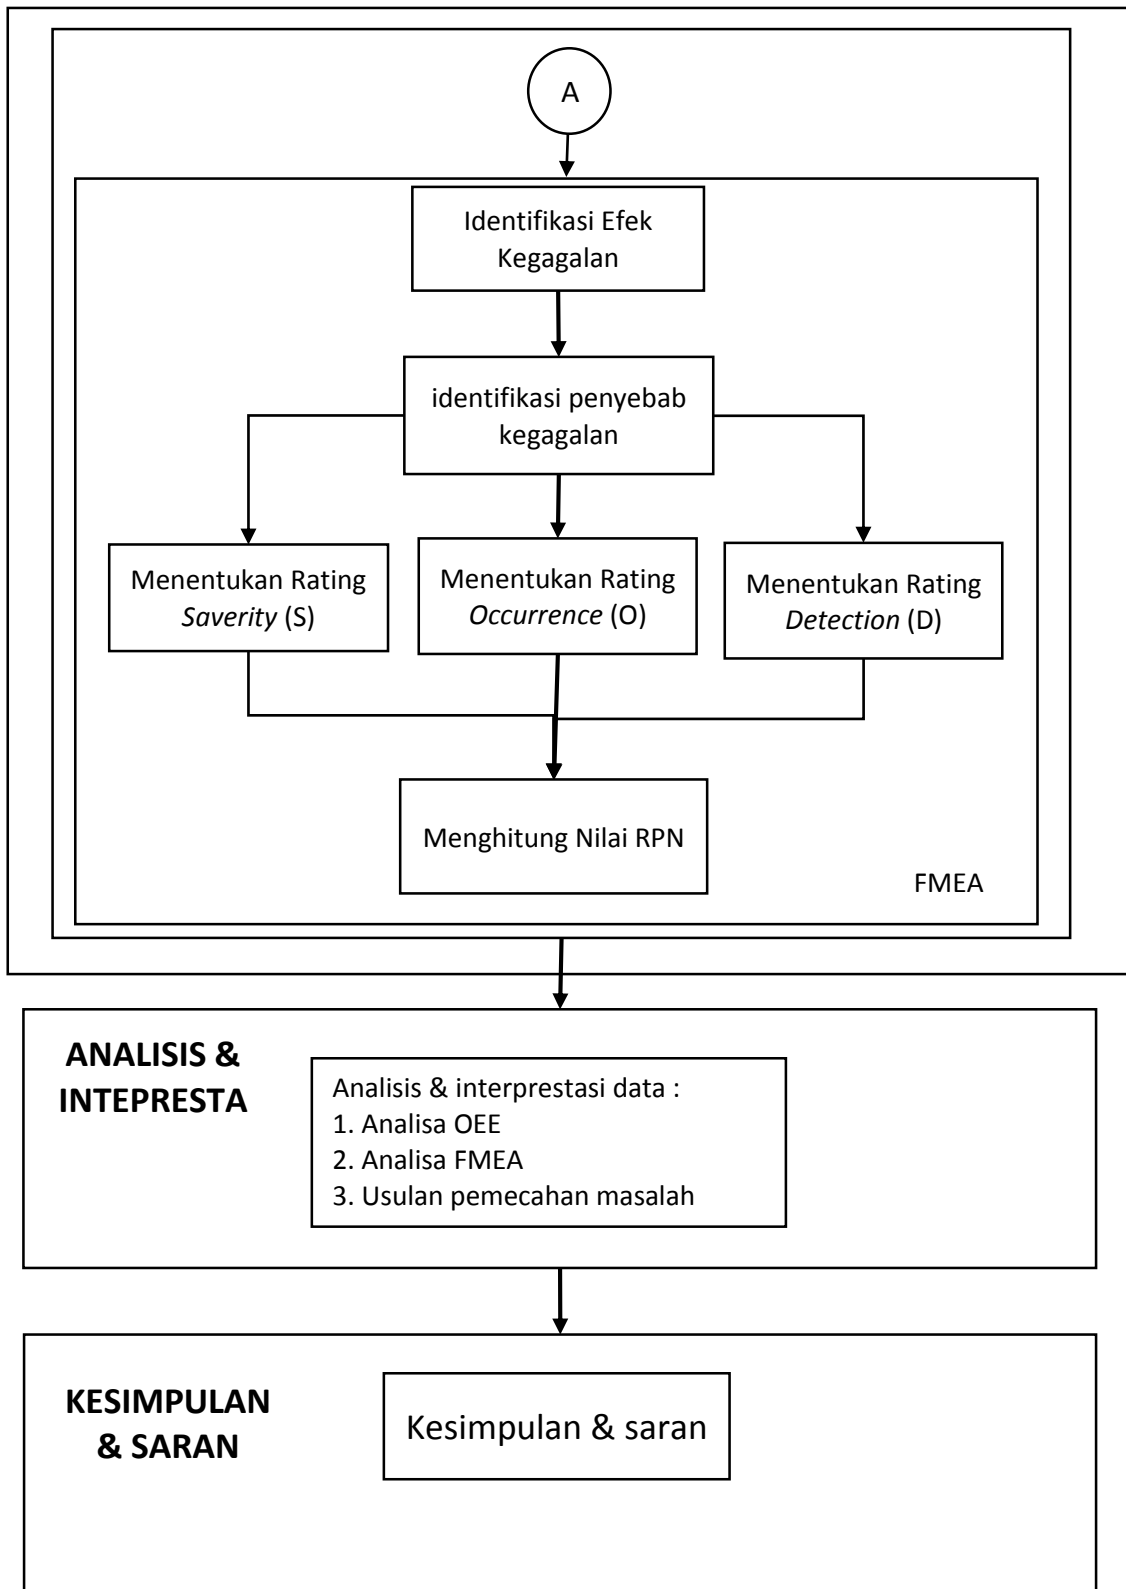 A
Identifikasi Efek
Kegagalan
identifikasi penyebab
kegagalan
Menentukan Rating
Saverity (S)
Menentukan Rating
Occurrence (O)
Menentukan Rating
Detection (D)
Menghitung Nilai RPN
FMEA
ANALISIS &
INTEPRESTA
Analisis & interprestasi data :
1. Analisa OEE
2. Analisa FMEA
3. Usulan pemecahan masalah
KESIMPULAN
& SARAN
Kesimpulan & saran